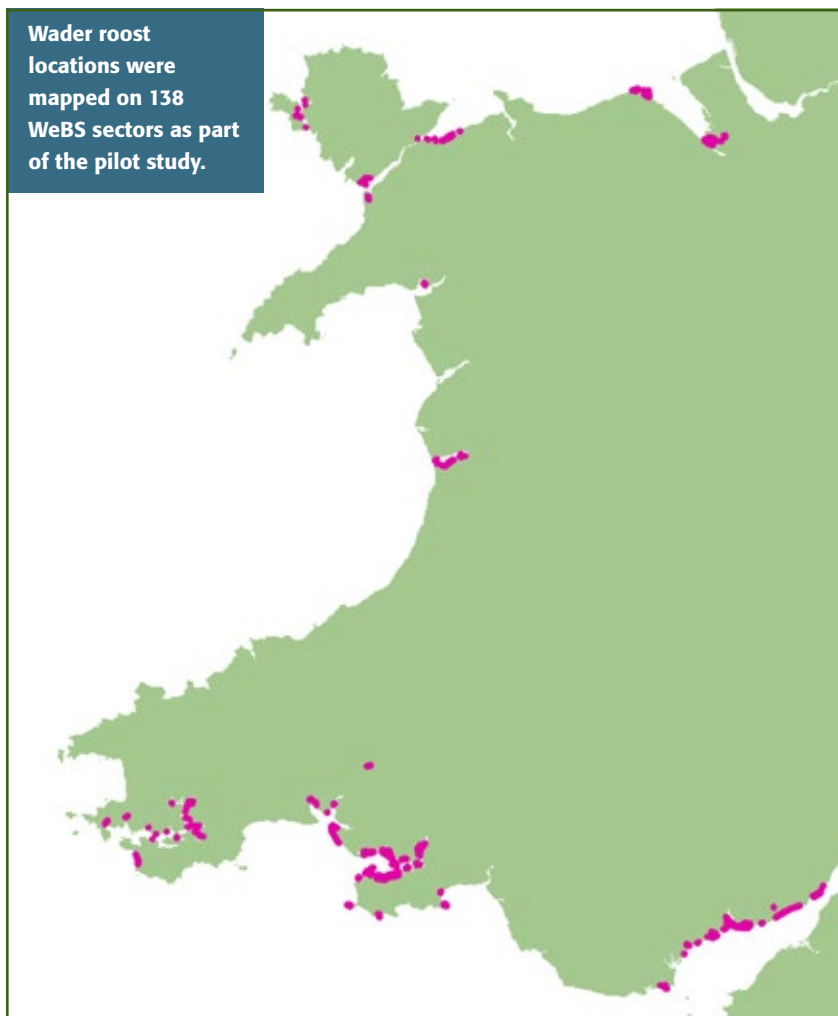 Wader roost
locations were
mapped on 138
WeBS sectors as part
of the pilot study.